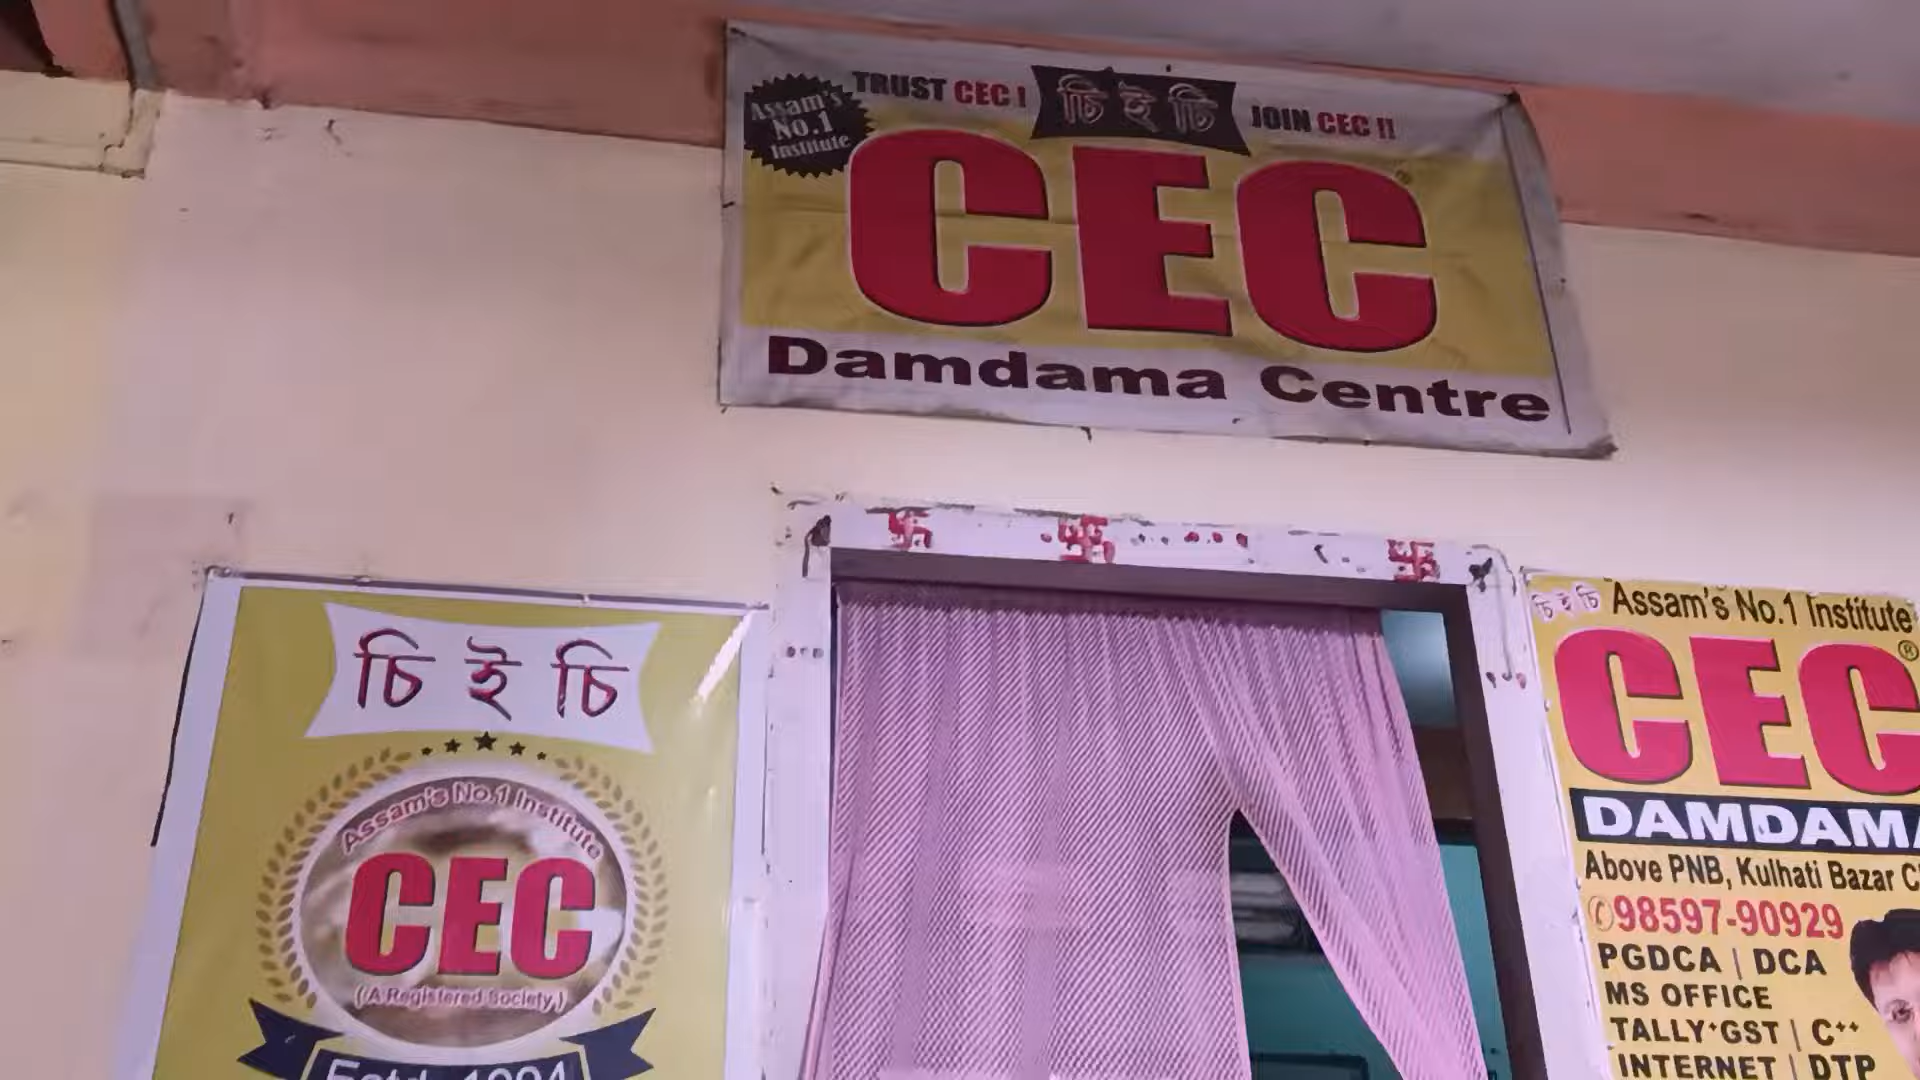 Assam's
No.1
Institute
TRUST CEC !
চি ই চি
JOIN CEC !!
CEC®
Damdama Centre
চি ই চি
Assam's No.1 Institute
CEC
(A Registered Society)
Estd. 1994
চি ই চি Assam's No.1 Institute
CEC®
DAMDAMA
Above PNB, Kulhati Bazar
✆98597-90929
PGDCA | DCA
MS OFFICE
TALLY+GST | C++
INTERNET | DTP